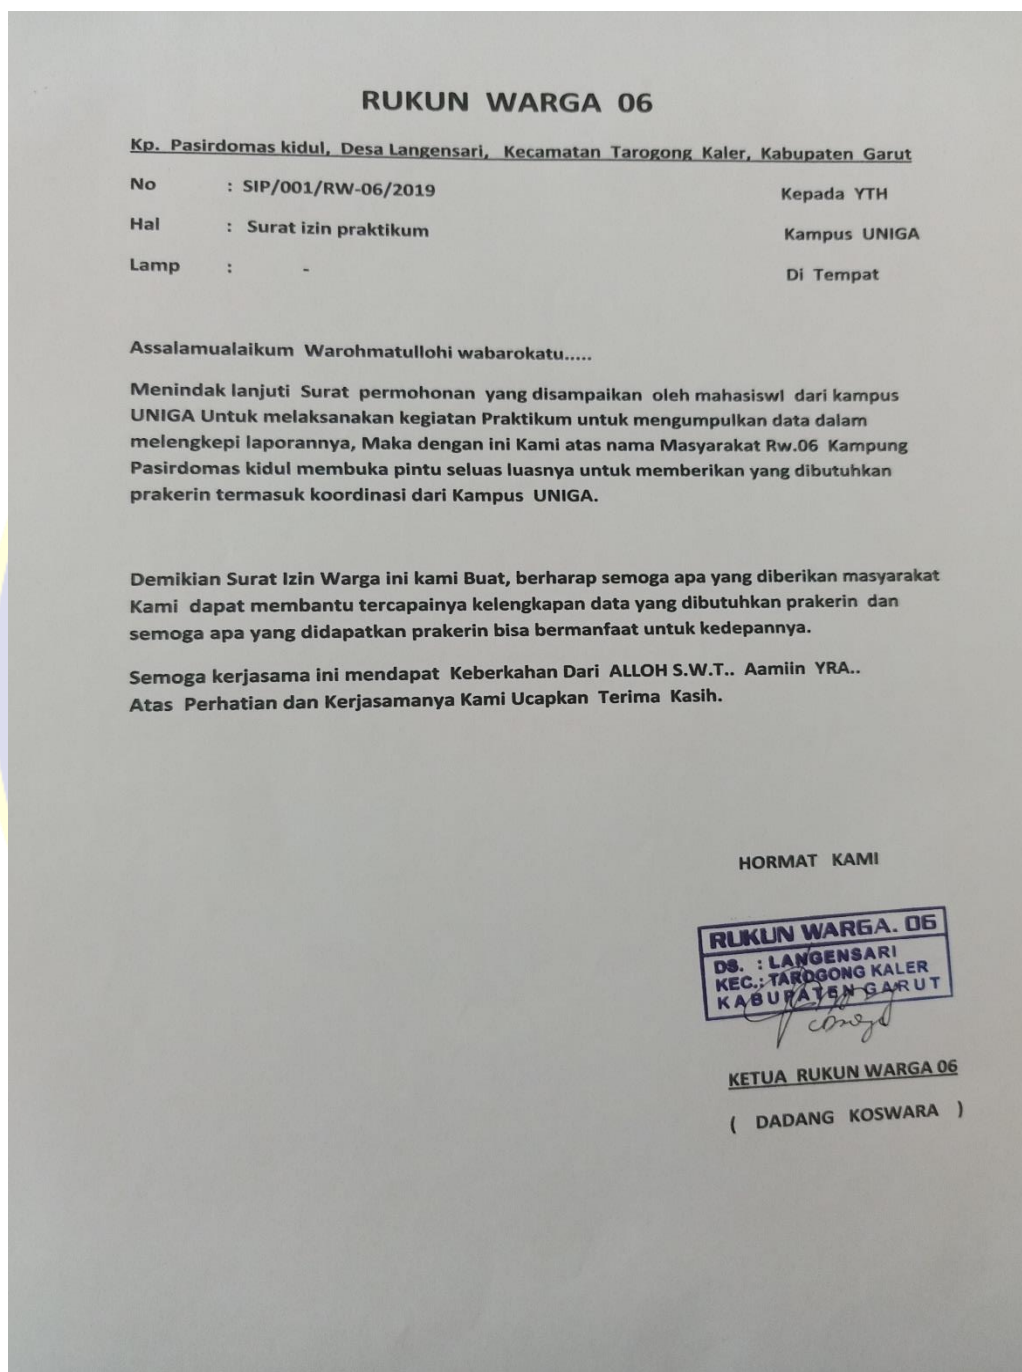 RUKUN WARGA 06
Kp. Pasirdomas kidul, Desa Langensari, Kecamatan Tarogong Kaler, Kabupaten Garut
No : SIP/001/RW-06/2019 Kepada YTH
Hal : Surat izin praktikum Kampus UNIGA
Lamp : - Di Tempat
Assalamualaikum Warohmatullohi wabarokatu.....
Menindak lanjuti Surat permohonan yang disampaikan oleh mahasiswI dari kampus
UNIGA Untuk melaksanakan kegiatan Praktikum untuk mengumpulkan data dalam
melengkepi laporannya, Maka dengan ini Kami atas nama Masyarakat Rw.06 Kampung
Pasirdomas kidul membuka pintu seluas luasnya untuk memberikan yang dibutuhkan
prakerin termasuk koordinasi dari Kampus UNIGA.
Demikian Surat Izin Warga ini kami Buat, berharap semoga apa yang diberikan masyarakat
Kami dapat membantu tercapainya kelengkapan data yang dibutuhkan prakerin dan
semoga apa yang didapatkan prakerin bisa bermanfaat untuk kedepannya.
Semoga kerjasama ini mendapat Keberkahan Dari ALLOH S.W.T.. Aamiin YRA..
Atas Perhatian dan Kerjasamanya Kami Ucapkan Terima Kasih.
HORMAT KAMI
RUKUN WARGA. 06
DS. : LANGENSARI
KEC.: TAROGONG KALER
KABUPATEN GARUT
KETUA RUKUN WARGA 06
( DADANG KOSWARA )